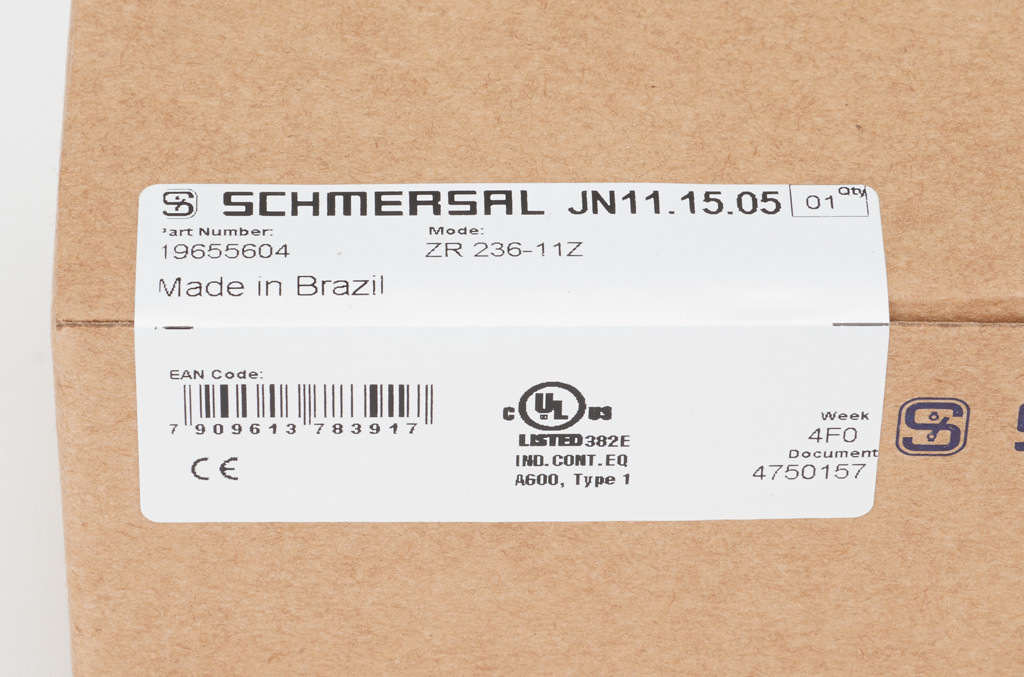 SCHMERSAL JN11.15.05 01 Qty
Part Number: Mode:
19655604 ZR 236-11Z
Made in Brazil
EAN Code:
7 909613 783917
CE
C UL US
LISTED 382E
IND.CONT.EQ
A600, Type 1
Week
4F0
Document
4750157